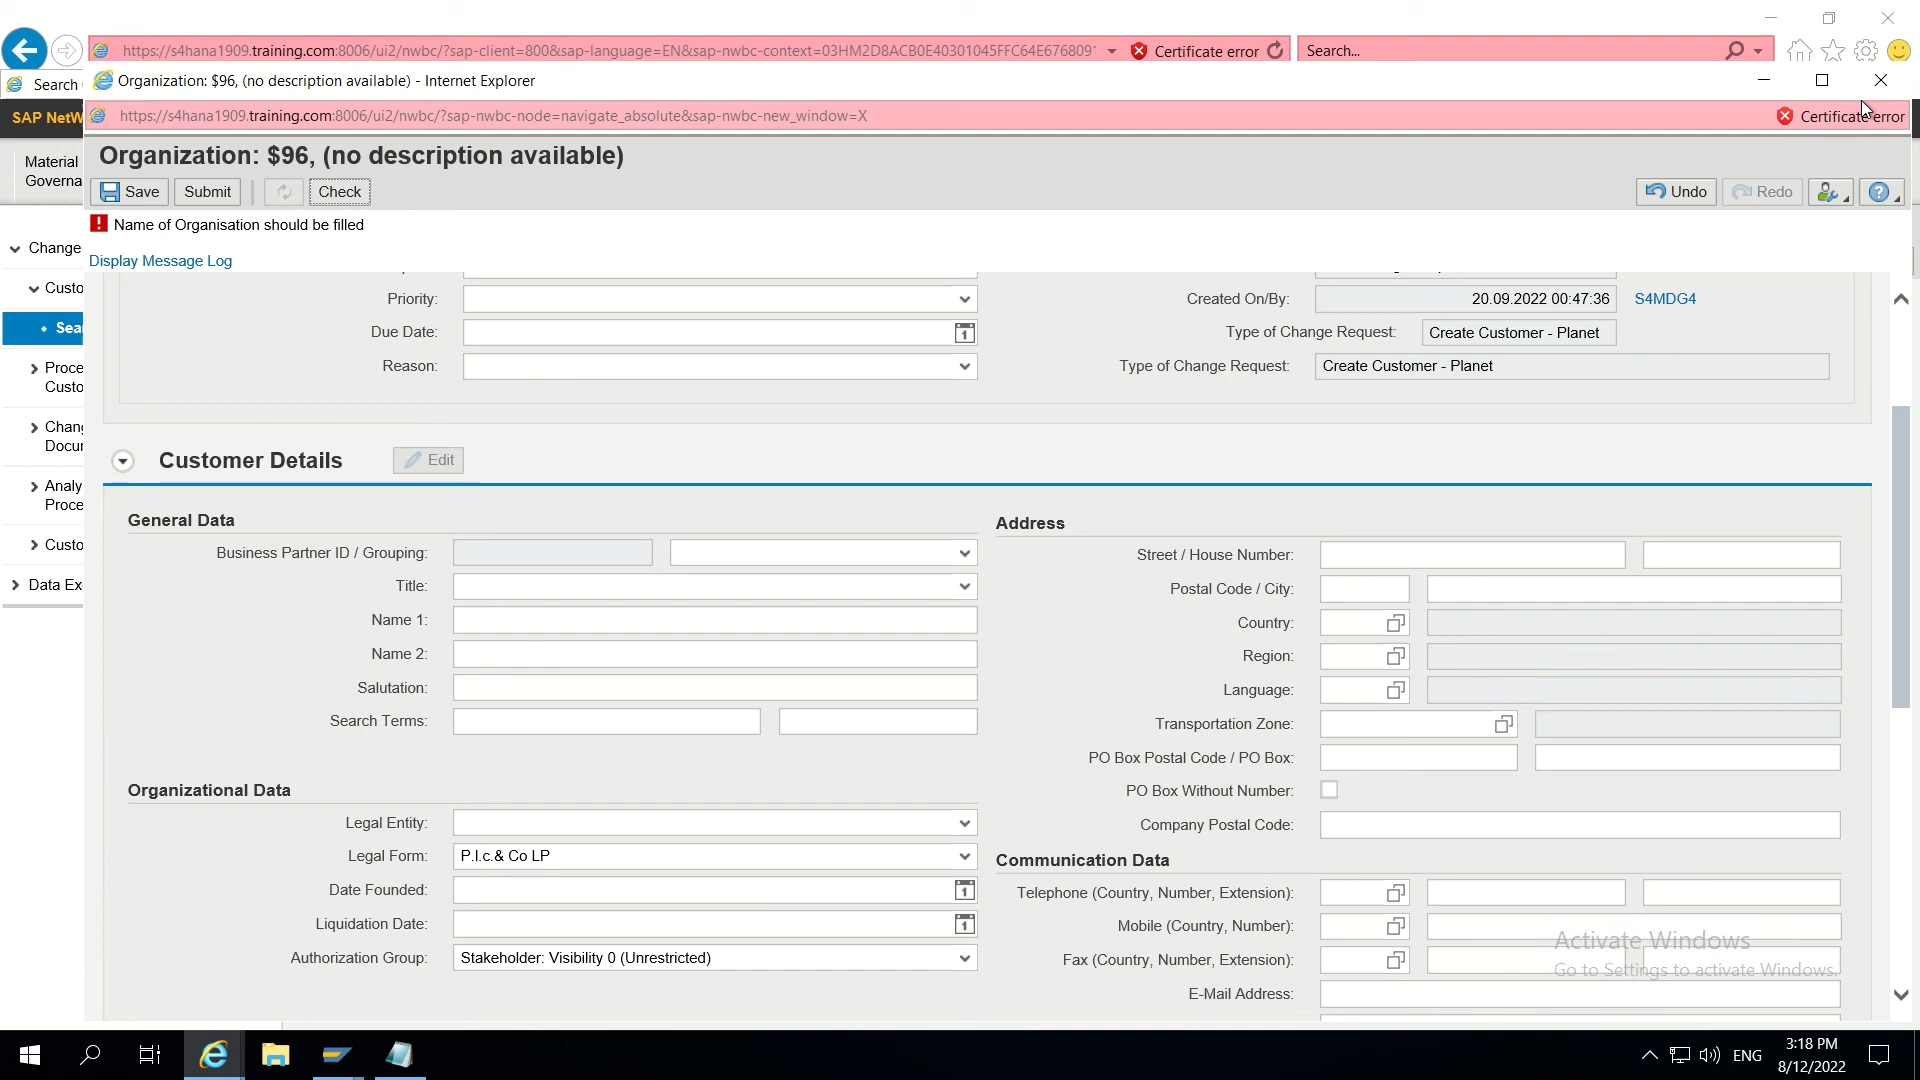 https://s4hana1909.training.com:8006/ui2/nwbc/?sap-client=800&sap-language=EN&sap-nwbc-context=03HM2D8ACB0E40301045FFC64E676809 Certificate error Search...
Search
Organization: $96, (no description available) - Internet Explorer
SAP NetW
https://s4hana1909.training.com:8006/ui2/nwbc/?sap-nwbc-node=navigate_absolute&sap-nwbc-new_window=X Certificate error
Material
Governa
Organization: $96, (no description available)
Save Submit Check Undo Redo
Name of Organisation should be filled
Display Message Log
Change
Custo
Sea
Proce
Custo
Chang
Docu
Analy
Proce
Custo
Data Ex
Priority: Created On/By: 20.09.2022 00:47:36 S4MDG4
Due Date: Type of Change Request: Create Customer - Planet
Reason: Type of Change Request: Create Customer - Planet
Customer Details Edit
General Data
Business Partner ID / Grouping:
Title:
Name 1:
Name 2:
Salutation:
Search Terms:
Organizational Data
Legal Entity:
Legal Form: P.l.c.& Co LP
Date Founded:
Liquidation Date:
Authorization Group: Stakeholder: Visibility 0 (Unrestricted)
Address
Street / House Number:
Postal Code / City:
Country:
Region:
Language:
Transportation Zone:
PO Box Postal Code / PO Box:
PO Box Without Number:
Company Postal Code:
Communication Data
Telephone (Country, Number, Extension):
Mobile (Country, Number):
Fax (Country, Number, Extension):
E-Mail Address:
Activate Windows
Go to Settings to activate Windows.
ENG
3:18 PM
8/12/2022